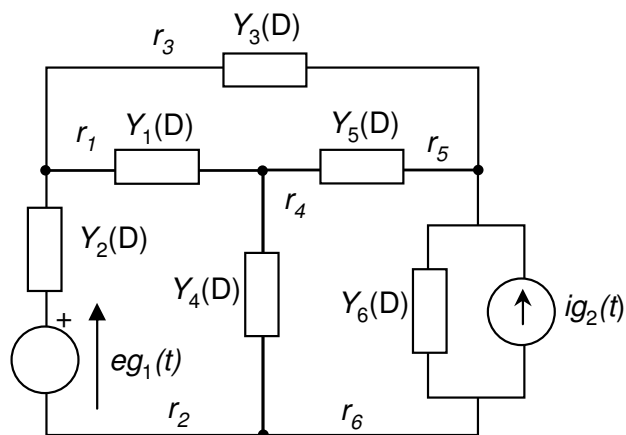 r3
Y3(D)
r1
Y1(D)
Y5(D)
r5
r4
Y2(D)
Y4(D)
Y6(D)
ig2(t)
+
eg1(t)
r2
r6